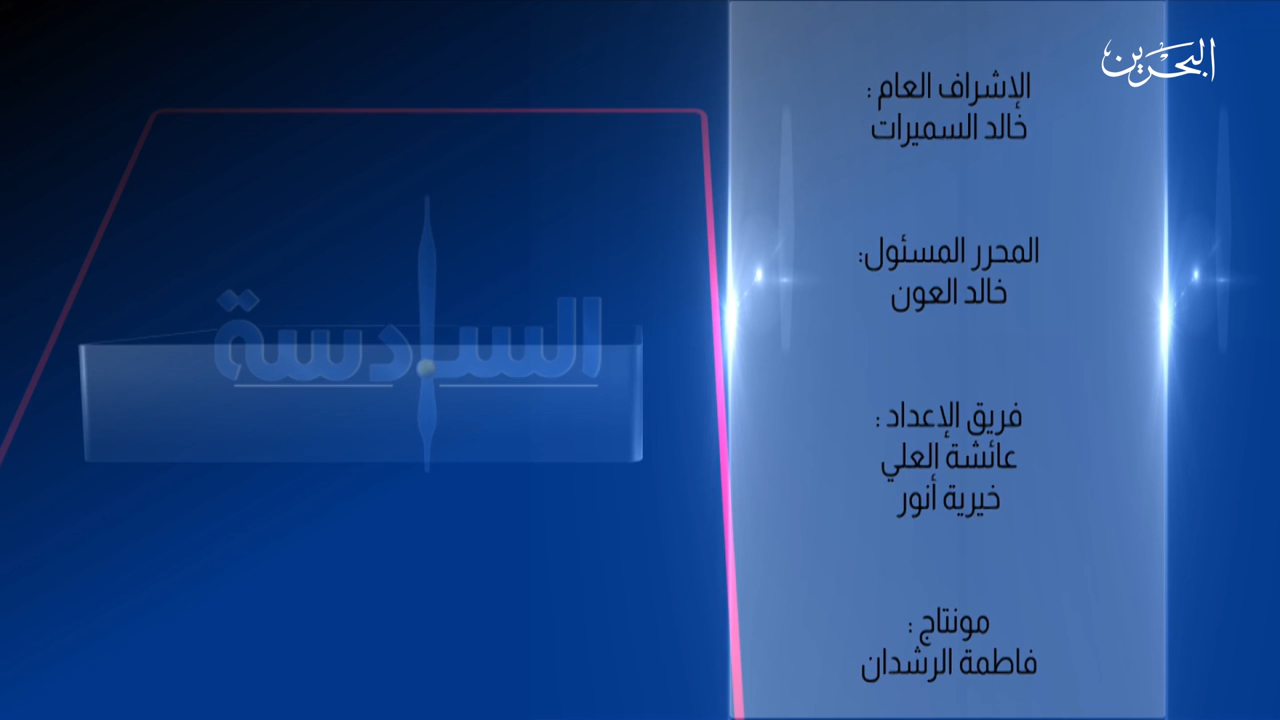 البحرين
الإشراف العام :
خالد السميرات
المحرر المسئول:
خالد العون
فريق الإعداد :
عائشة العلي
خيرية أنور
مونتاج :
فاطمة الرشدان
السادسة